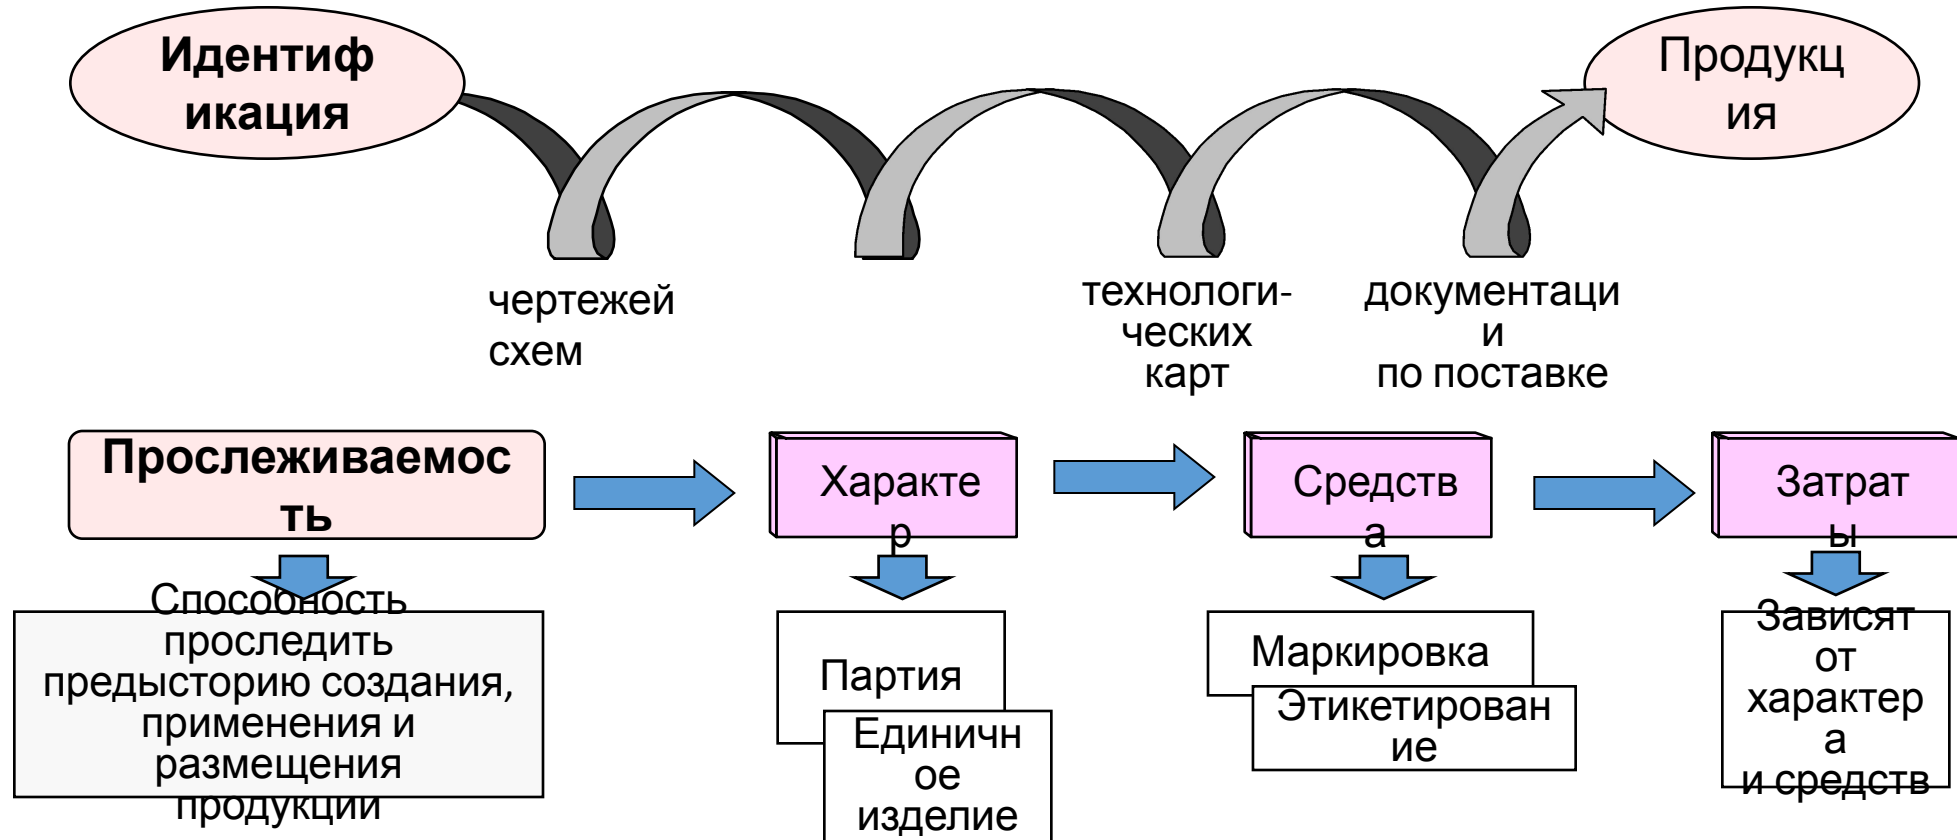 Идентиф
икация
Продукц
ия
чертежей
схем
технологи-
ческих
карт
документаци
и
по поставке
Прослеживаемос
ть
Характе
р
Средств
а
Затрат
ы
Способность
проследить
предысторию создания,
применения и
размещения
продукции
Партия
Единичн
ое
изделие
Маркировка
Этикетирован
ие
Зависят
от
характер
а
и средств